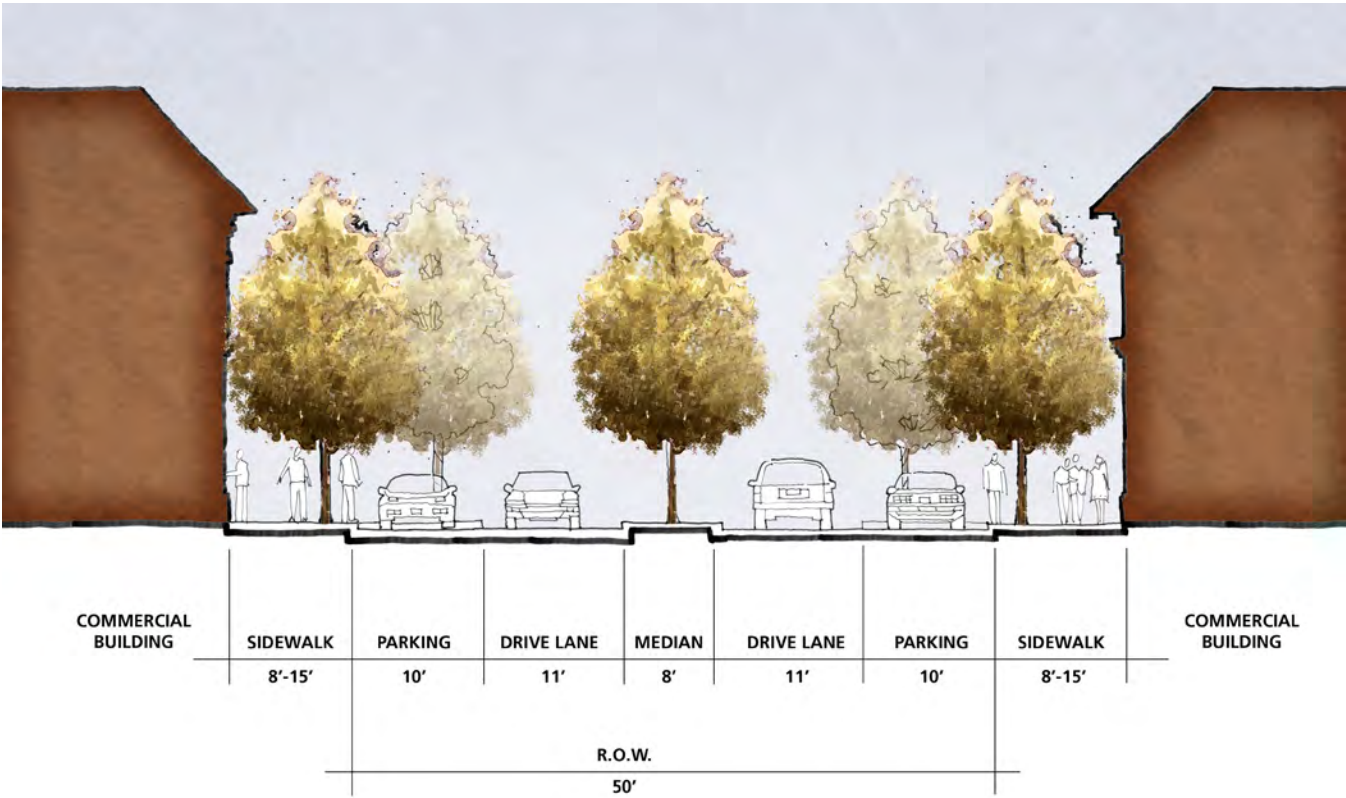 COMMERCIAL
BUILDING
SIDEWALK
PARKING
DRIVE LANE
MEDIAN
DRIVE LANE
PARKING
SIDEWALK
COMMERCIAL
BUILDING
8’-15’
10’
11’
8’
11’
10’
8’-15’
R.O.W.
50’